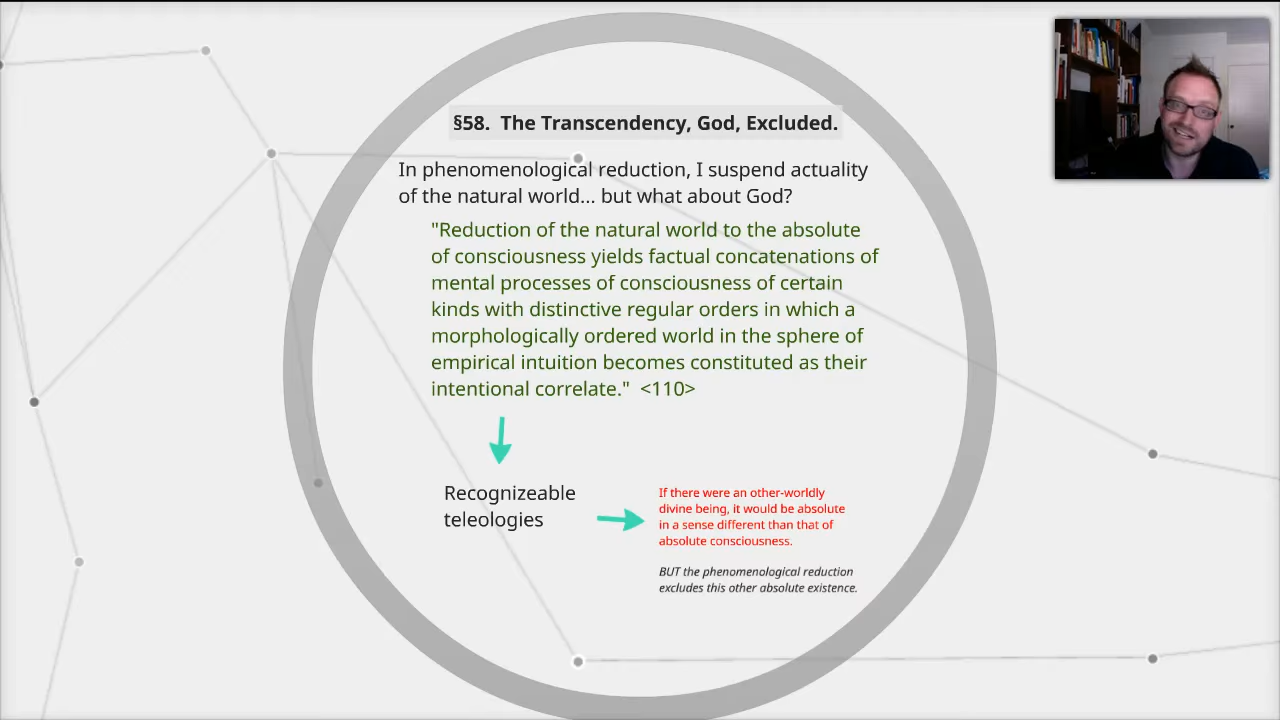 §58.  The Transcendency, God, Excluded.
In phenomenological reduction, I suspend actuality
of the natural world... but what about God?
"Reduction of the natural world to the absolute
of consciousness yields factual concatenations of
mental processes of consciousness of certain
kinds with distinctive regular orders in which a
morphologically ordered world in the sphere of
empirical intuition becomes constituted as their
intentional correlate."  <110>
Recognizeable
teleologies
If there were an other-worldly
divine being, it would be absolute
in a sense different than that of
absolute consciousness.
BUT the phenomenological reduction
excludes this other absolute existence.